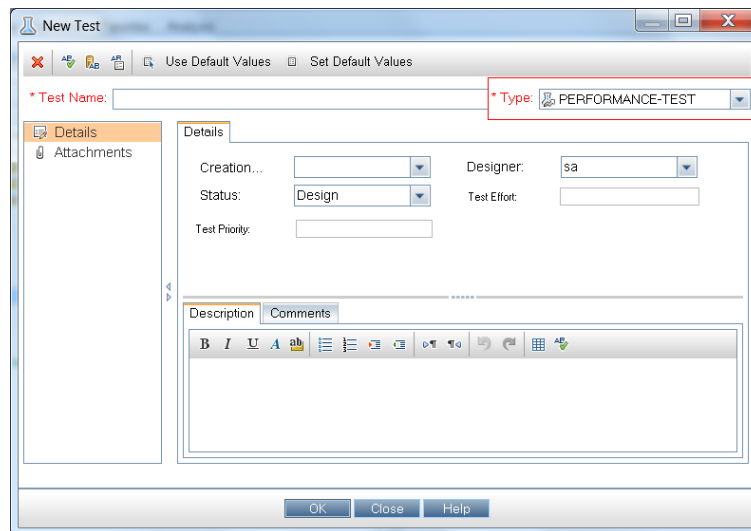 New Test
Use Default Values Set Default Values
* Test Name: * Type: PERFORMANCE-TEST
Details
Attachments
Details
Creation... Designer: sa
Status: Design Test Effort:
Test Priority:
Description Comments
B I U A ab
OK Close Help